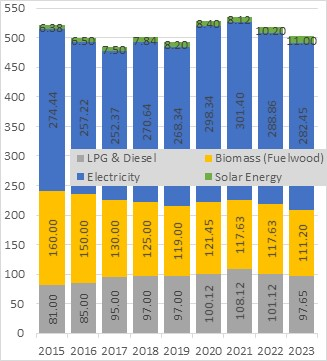 550
500
450
400
350
300
250
200
150
100
50
0
6.38 6.50 7.50 7.84 8.20 8.40 8.12 10.20 11.00
274.44 257.22 252.37 270.64 268.34 298.34 301.40 288.86 282.45
LPG & Diesel Biomass (Fuelwood)
Electricity Solar Energy
160.00 150.00 130.00 125.00 119.00 121.45 117.63 117.63 111.20
81.00 85.00 95.00 97.00 97.00 100.12 108.12 101.12 97.65
2015 2016 2017 2018 2019 2020 2021 2022 2023